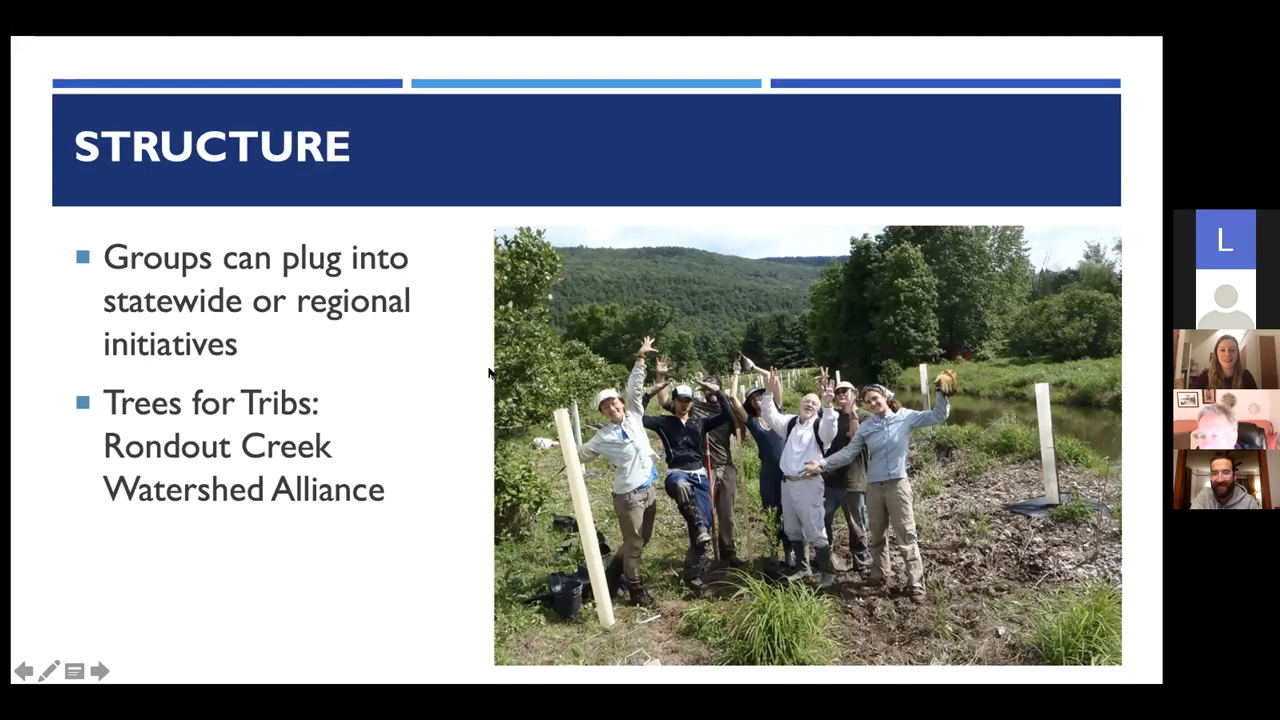 STRUCTURE
Groups can plug into
statewide or regional
initiatives
Trees for Tribs:
Rondout Creek
Watershed Alliance
L